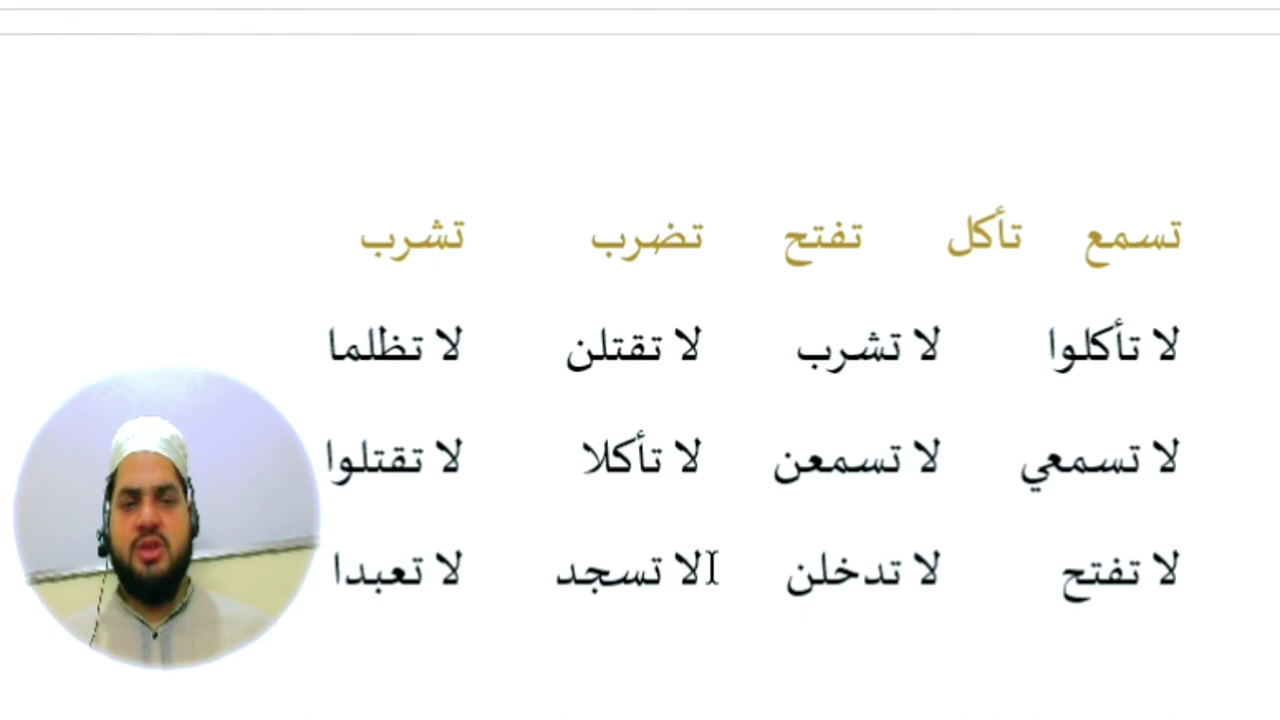 تسمع تأكل تفتح تضرب تشرب
لا تأكلوا لا تشرب لا تقتلن لا تظلما
لا تسمعي لا تسمعن لا تأكلا لا تقتلوا
لا تفتح لا تدخلن لا تسجد لا تعبدا